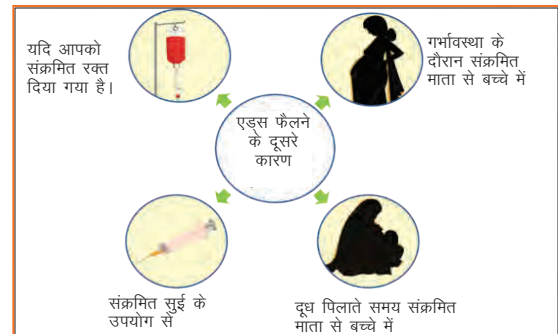 यदि आपको
संक्रमित रक्त
दिया गया है।
गर्भावस्था के
दौरान संक्रमित
माता से बच्चे में
एड्स फैलने
के दूसरे
कारण
संक्रमित सुई के
उपयोग से
दूध पिलाते समय संक्रमित
माता से बच्चे में